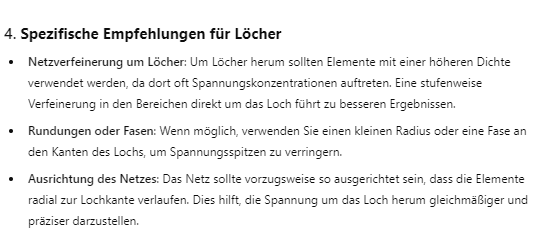 4. Spezifische Empfehlungen für Löcher
• Netzverfeinerung um Löcher: Um Löcher herum sollten Elemente mit einer höheren Dichte
verwendet werden, da dort oft Spannungskonzentrationen auftreten. Eine stufenweise
Verfeinerung in den Bereichen direkt um das Loch führt zu besseren Ergebnissen.
• Rundungen oder Fasen: Wenn möglich, verwenden Sie einen kleinen Radius oder eine Fase an
den Kanten des Lochs, um Spannungsspitzen zu verringern.
• Ausrichtung des Netzes: Das Netz sollte vorzugsweise so ausgerichtet sein, dass die Elemente
radial zur Lochkante verlaufen. Dies hilft, die Spannung um das Loch herum gleichmäßiger und
präziser darzustellen.